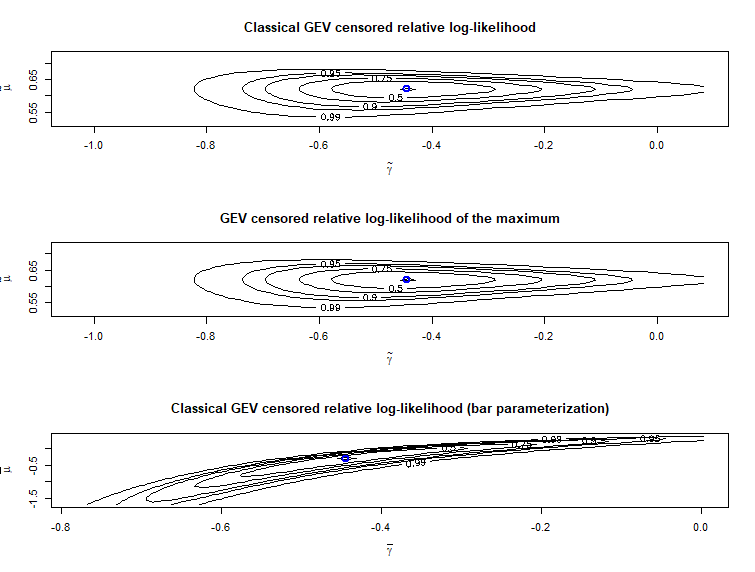 Classical GEV censored relative log-likelihood
0.95
0.75
0.5
0.9
0.99
0.65
0.55
μ
-1.0 -0.8 -0.6 -0.4 -0.2 0.0
γ̃
GEV censored relative log-likelihood of the maximum
0.95
0.75
0.5
0.9
0.99
0.65
0.55
μ
-1.0 -0.8 -0.6 -0.4 -0.2 0.0
γ̃
Classical GEV censored relative log-likelihood (bar parameterization)
0.99
0.95
0.75
0.99
-0.5
-1.5
μ
-0.8 -0.6 -0.4 -0.2 0.0
γ̄